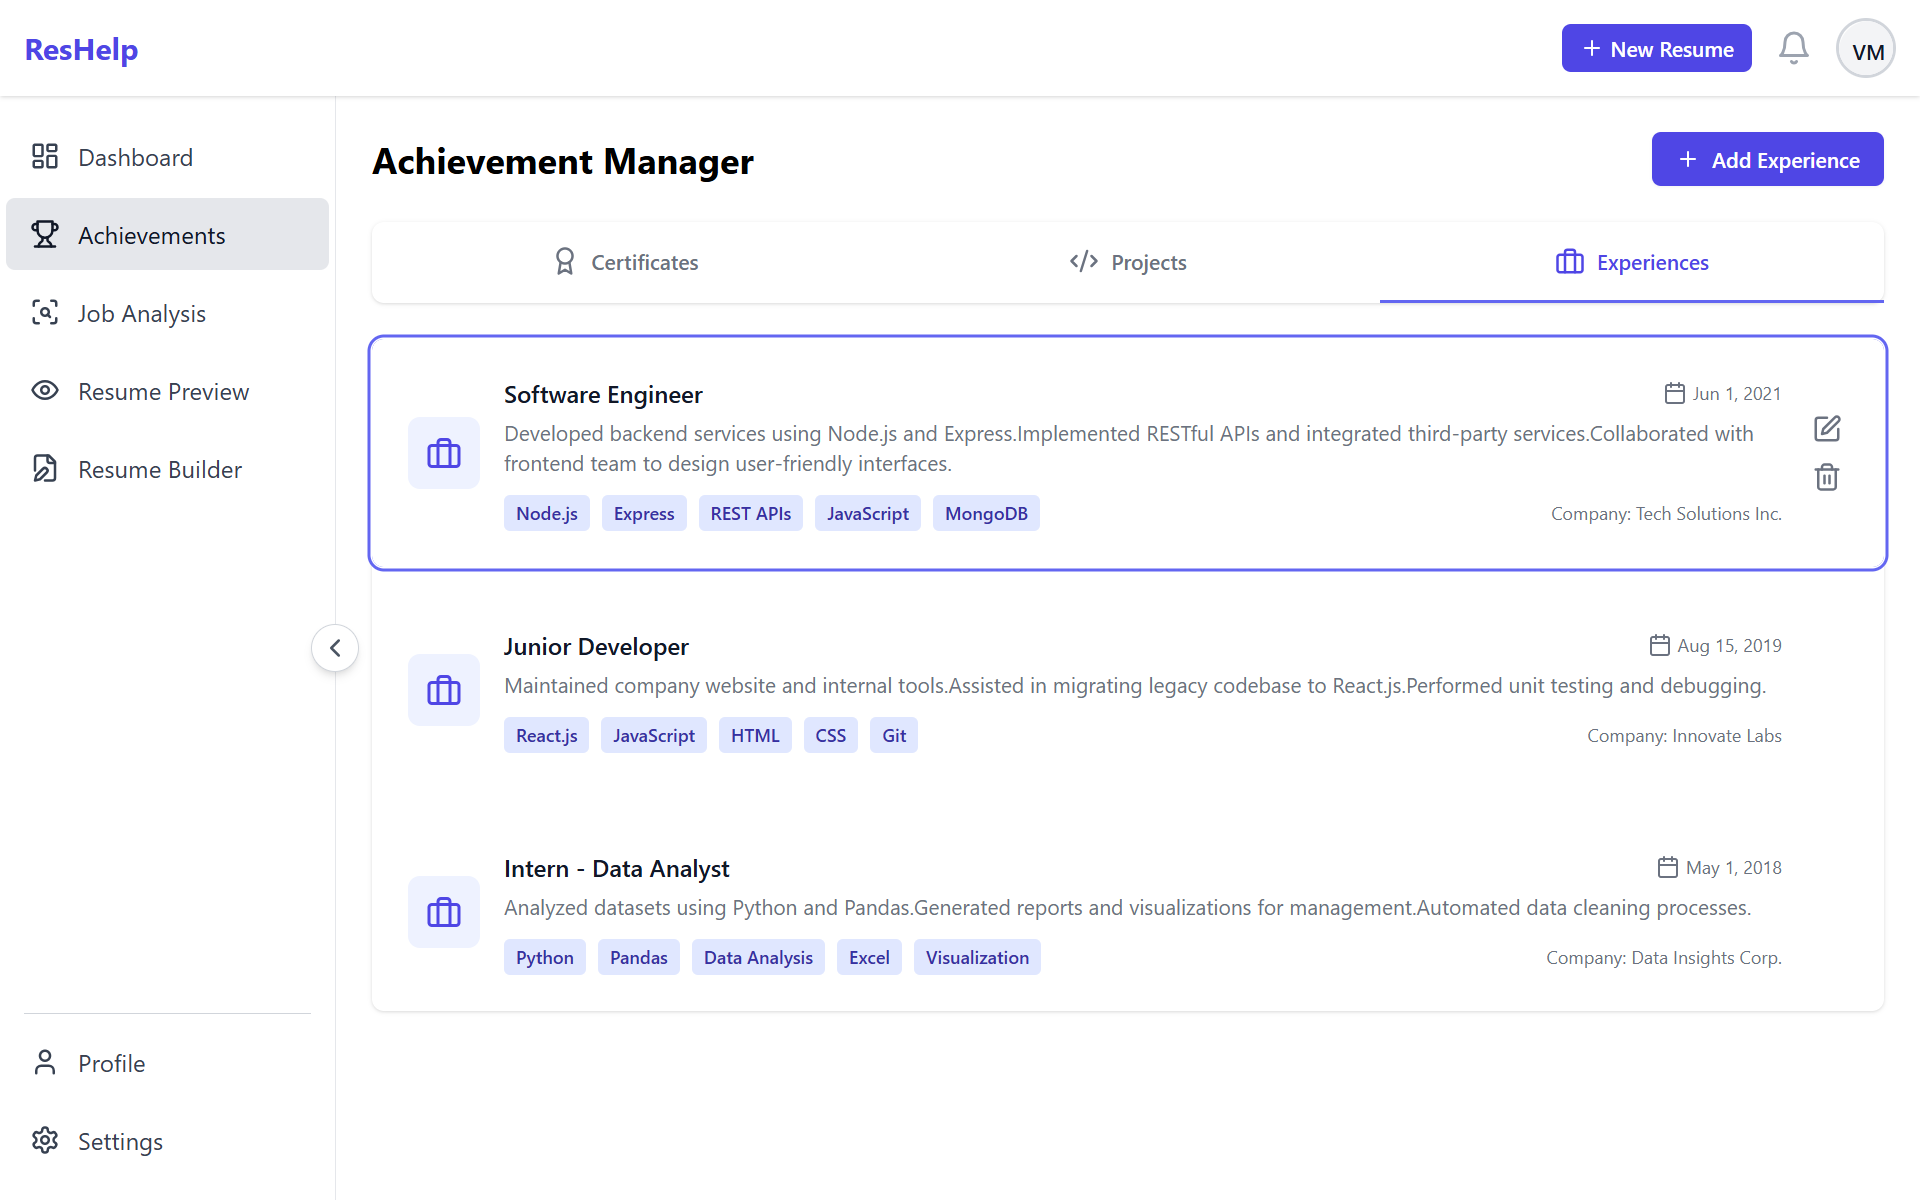 ResHelp
New Resume
VM
Dashboard
Achievements
Job Analysis
Resume Preview
Resume Builder
Profile
Settings
Achievement Manager
Add Experience
Certificates
Projects
Experiences
Software Engineer
Jun 1, 2021
Developed backend services using Node.js and Express.Implemented RESTful APIs and integrated third-party services.Collaborated with
frontend team to design user-friendly interfaces.
Node.js Express REST APIs JavaScript MongoDB
Company: Tech Solutions Inc.
Junior Developer
Aug 15, 2019
Maintained company website and internal tools.Assisted in migrating legacy codebase to React.js.Performed unit testing and debugging.
React.js JavaScript HTML CSS Git
Company: Innovate Labs
Intern - Data Analyst
May 1, 2018
Analyzed datasets using Python and Pandas.Generated reports and visualizations for management.Automated data cleaning processes.
Python Pandas Data Analysis Excel Visualization
Company: Data Insights Corp.